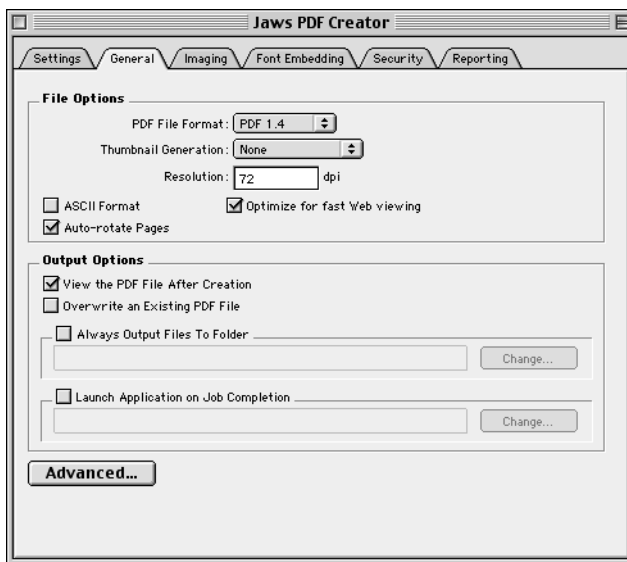 Jaws PDF Creator
Settings General Imaging Font Embedding Security Reporting
File Options
PDF File Format: PDF 1.4
Thumbnail Generation: None
Resolution: 72 dpi
ASCII Format Optimize for fast Web viewing
Auto-rotate Pages
Output Options
View the PDF File After Creation
Overwrite an Existing PDF File
Always Output Files To Folder
Change...
Launch Application on Job Completion
Change...
Advanced...